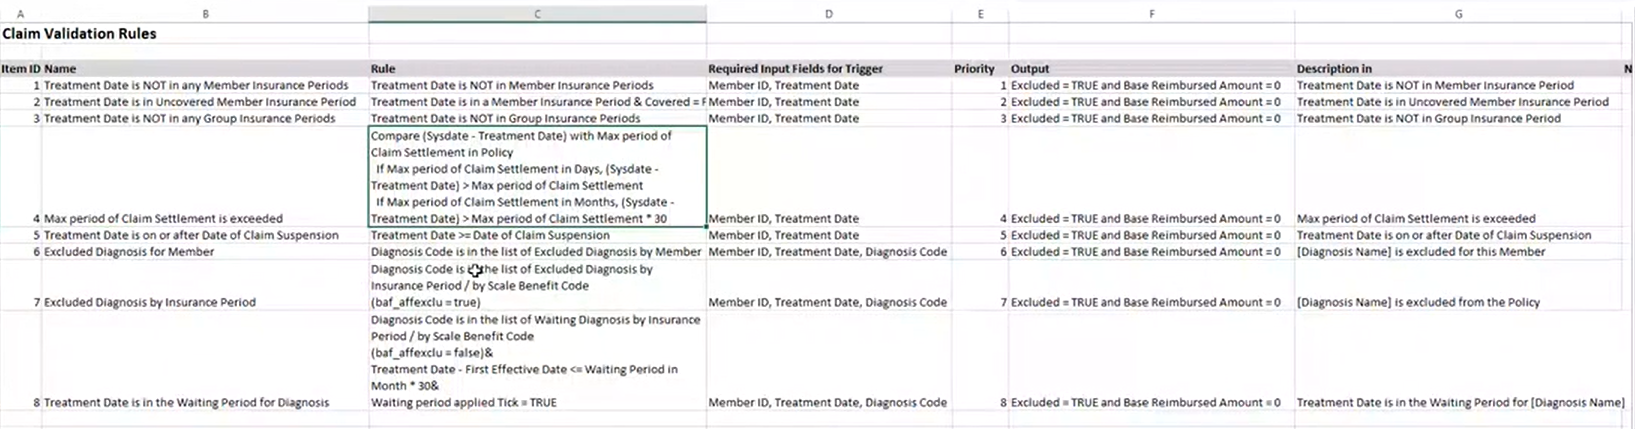 A B C D E F G
Claim Validation Rules
Item ID Name Rule Required Input Fields for Trigger Priority Output Description in N
1 Treatment Date is NOT in any Member Insurance Periods Treatment Date is NOT in Member Insurance Periods Member ID, Treatment Date 1 Excluded = TRUE and Base Reimbursed Amount = 0 Treatment Date is NOT in Member Insurance Period
2 Treatment Date is in Uncovered Member Insurance Period Treatment Date is in a Member Insurance Period & Covered = F Member ID, Treatment Date 2 Excluded = TRUE and Base Reimbursed Amount = 0 Treatment Date is in Uncovered Member Insurance Period
3 Treatment Date is NOT in any Group Insurance Periods Treatment Date is NOT in Group Insurance Periods Member ID, Treatment Date 3 Excluded = TRUE and Base Reimbursed Amount = 0 Treatment Date is NOT in Group Insurance Period
Compare (Sysdate - Treatment Date) with Max period of
Claim Settlement in Policy
If Max period of Claim Settlement in Days, (Sysdate -
Treatment Date) > Max period of Claim Settlement
If Max period of Claim Settlement in Months, (Sysdate -
4 Max period of Claim Settlement is exceeded Treatment Date) > Max period of Claim Settlement * 30 Member ID, Treatment Date 4 Excluded = TRUE and Base Reimbursed Amount = 0 Max period of Claim Settlement is exceeded
5 Treatment Date is on or after Date of Claim Suspension Treatment Date >= Date of Claim Suspension Member ID, Treatment Date 5 Excluded = TRUE and Base Reimbursed Amount = 0 Treatment Date is on or after Date of Claim Suspension
6 Excluded Diagnosis for Member Diagnosis Code is in the list of Excluded Diagnosis by Member Member ID, Treatment Date, Diagnosis Code 6 Excluded = TRUE and Base Reimbursed Amount = 0 [Diagnosis Name] is excluded for this Member
Diagnosis Code is in the list of Excluded Diagnosis by
Insurance Period / by Scale Benefit Code
7 Excluded Diagnosis by Insurance Period (baf_affexclu = true) Member ID, Treatment Date, Diagnosis Code 7 Excluded = TRUE and Base Reimbursed Amount = 0 [Diagnosis Name] is excluded from the Policy
Diagnosis Code is in the list of Waiting Diagnosis by Insurance
Period / by Scale Benefit Code
(baf_affexclu = false)&
Treatment Date - First Effective Date <= Waiting Period in
Month * 30&
8 Treatment Date is in the Waiting Period for Diagnosis Waiting period applied Tick = TRUE Member ID, Treatment Date, Diagnosis Code 8 Excluded = TRUE and Base Reimbursed Amount = 0 Treatment Date is in the Waiting Period for [Diagnosis Name]